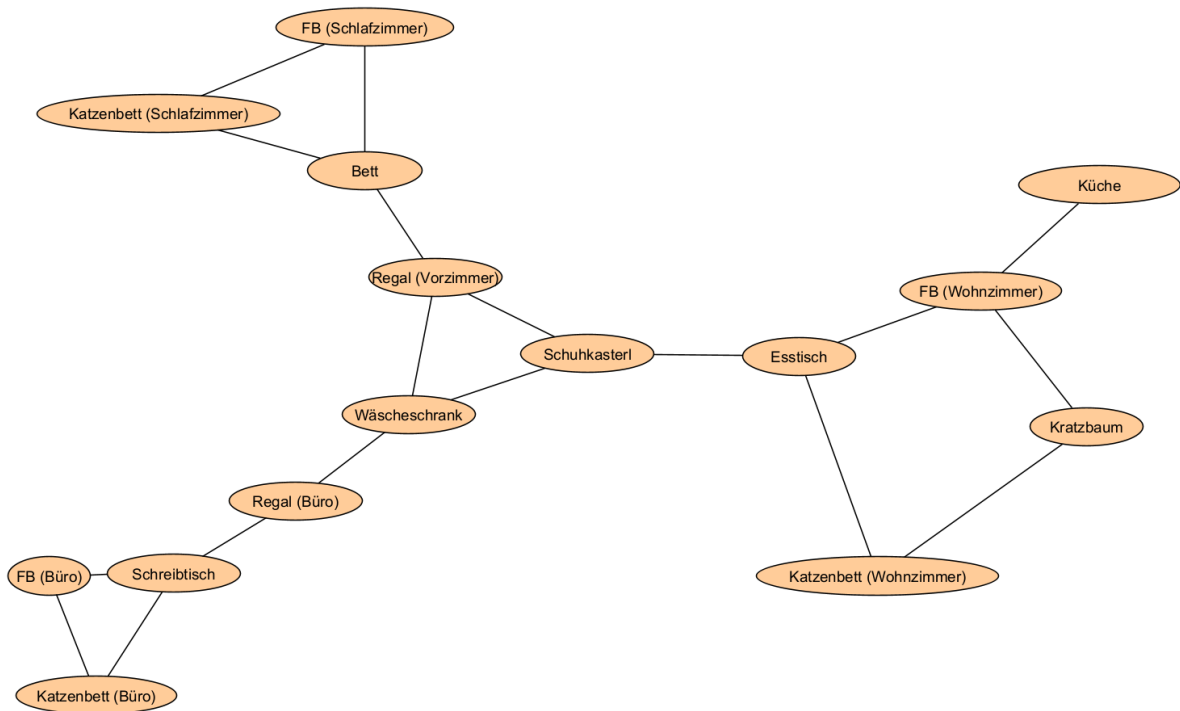 FB (Schlafzimmer)
Katzenbett (Schlafzimmer)
Bett
Küche
Regal (Vorzimmer)
FB (Wohnzimmer)
Schuhkasterl
Esstisch
Wäscheschrank
Kratzbaum
Regal (Büro)
Schreibtisch
FB (Büro)
Katzenbett (Wohnzimmer)
Katzenbett (Büro)